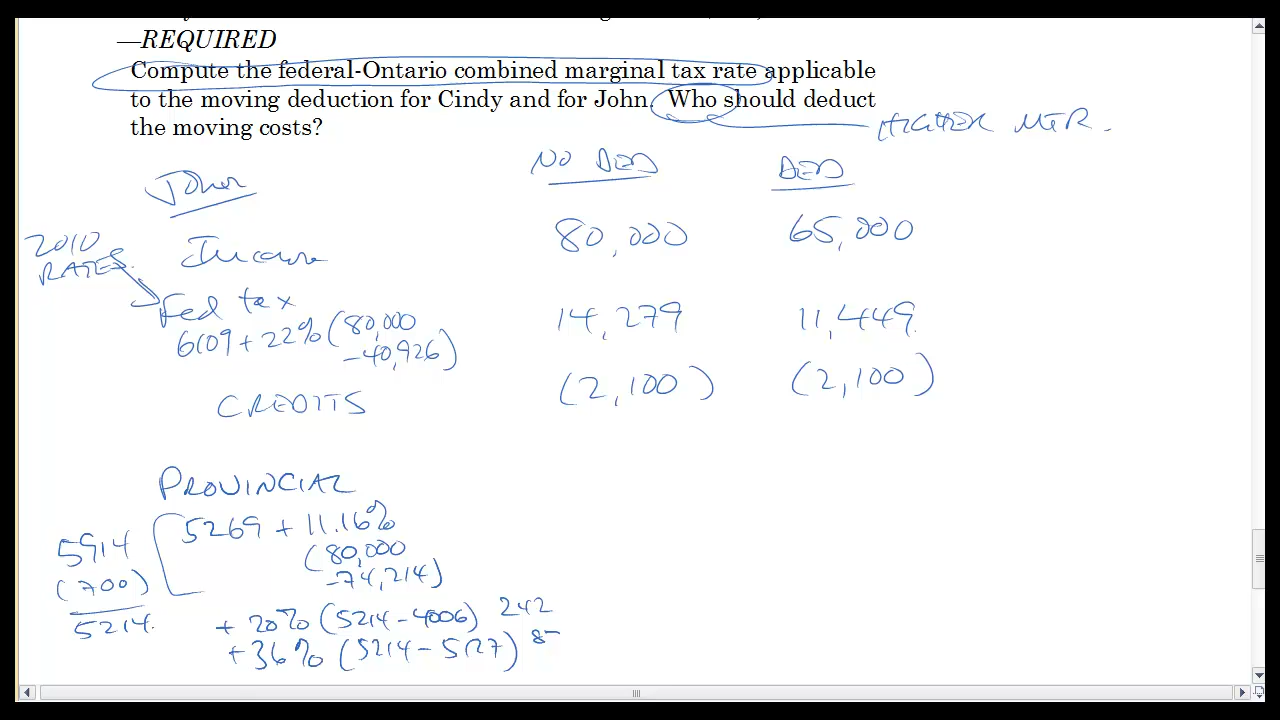 —REQUIRED
Compute the federal-Ontario combined marginal tax rate applicable
to the moving deduction for Cindy and for John. Who should deduct
the moving costs?
HIGHER MTR.
NO DED DED
John
2010
RATES
Income 80,000 65,000
Fed tax 14,279 11,449
6109 + 22% (80,000
- 40,926)
CREDITS (2,100) (2,100)
PROVINCIAL
5269 + 11.16%
(80,000
- 74,214)
5914
(700)
5214
+ 20% (5214 - 4006) 242
+ 36% (5214 - 5127)